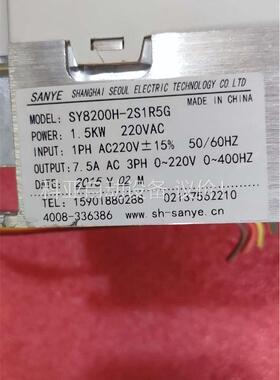 SANYE SHANGHAI SEOUL ELECTRIC TECHNOLOGY CO LTD
MADE IN CHINA
MODEL: SY8200H-2S1R5G
POWER: 1.5KW 220VAC
INPUT: 1PH AC220V±15% 50/60HZ
OUTPUT: 7.5A AC 3PH 0~220V 0~400HZ
DATE: 2015 Y 02 M
TEL: 15901880288 02137562210
4008-336386 www.sh-sanye.cn